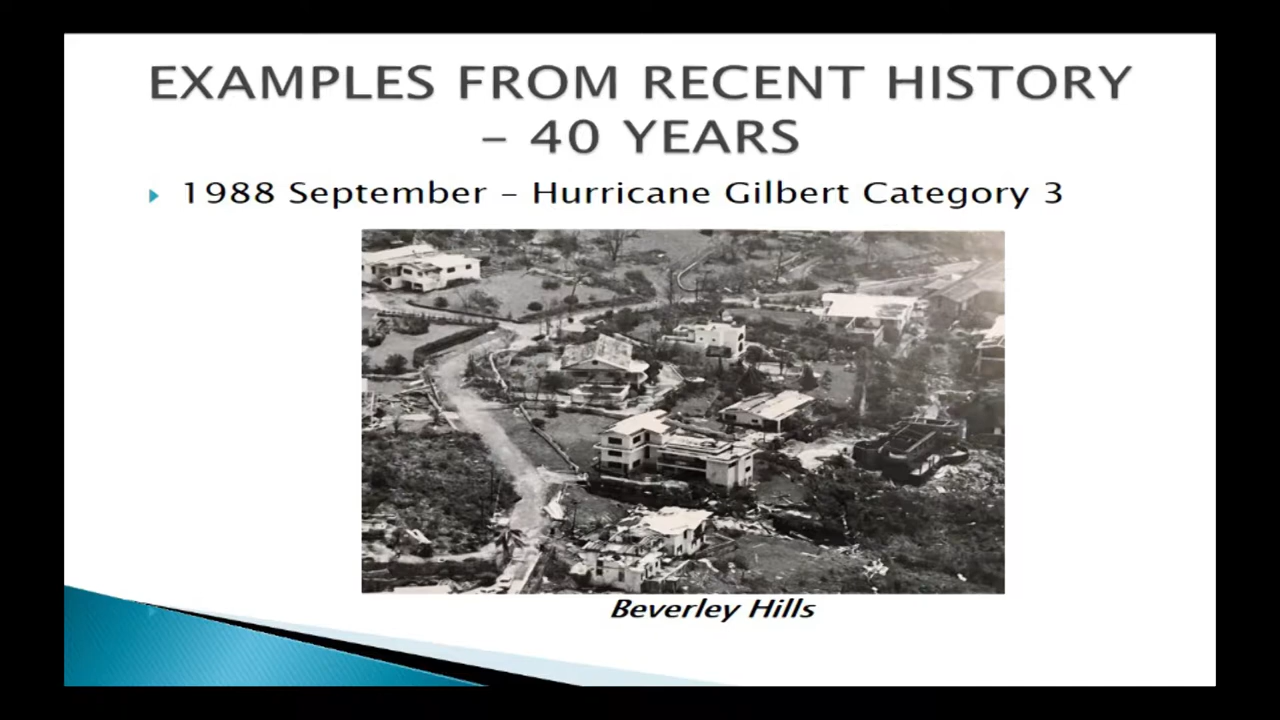 EXAMPLES FROM RECENT HISTORY
– 40 YEARS
1988 September – Hurricane Gilbert Category 3
Beverley Hills